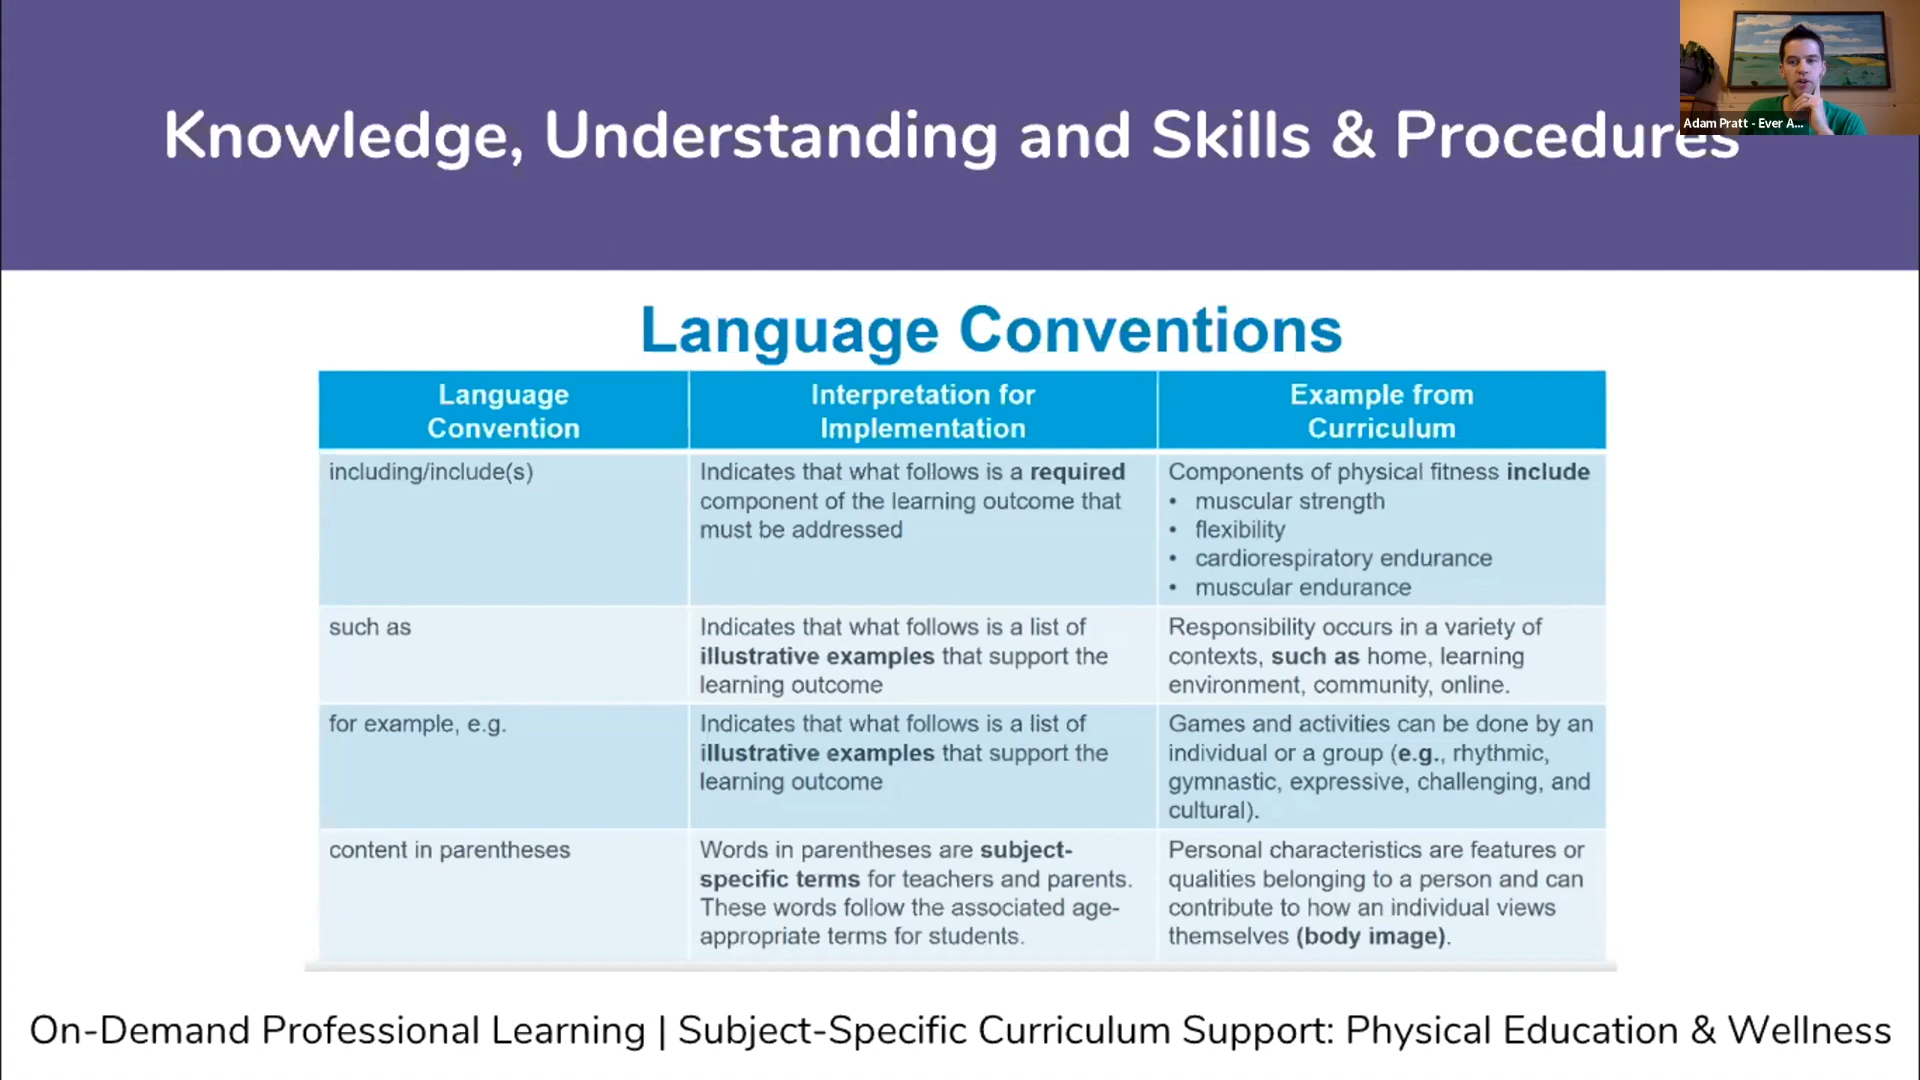 Knowledge, Understanding and Skills & Procedures
Adam Pratt - Ever A...
Language Conventions
Language
Convention
Interpretation for
Implementation
Example from
Curriculum
including/include(s)
Indicates that what follows is a required
component of the learning outcome that
must be addressed
Components of physical fitness include
• muscular strength
• flexibility
• cardiorespiratory endurance
• muscular endurance
such as
Indicates that what follows is a list of
illustrative examples that support the
learning outcome
Responsibility occurs in a variety of
contexts, such as home, learning
environment, community, online.
for example, e.g.
Indicates that what follows is a list of
illustrative examples that support the
learning outcome
Games and activities can be done by an
individual or a group (e.g., rhythmic,
gymnastic, expressive, challenging, and
cultural).
content in parentheses
Words in parentheses are subject-
specific terms for teachers and parents.
These words follow the associated age-
appropriate terms for students.
Personal characteristics are features or
qualities belonging to a person and can
contribute to how an individual views
themselves (body image).
On-Demand Professional Learning | Subject-Specific Curriculum Support: Physical Education & Wellness